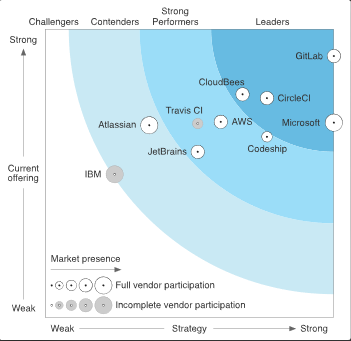 Challengers Contenders Strong Performers Leaders
Strong
GitLab
CloudBees
CircleCI
Travis CI
AWS
Microsoft
Atlassian
JetBrains
Codeship
Current
offering
IBM
Market presence
Full vendor participation
Incomplete vendor participation
Weak
Weak Strategy Strong